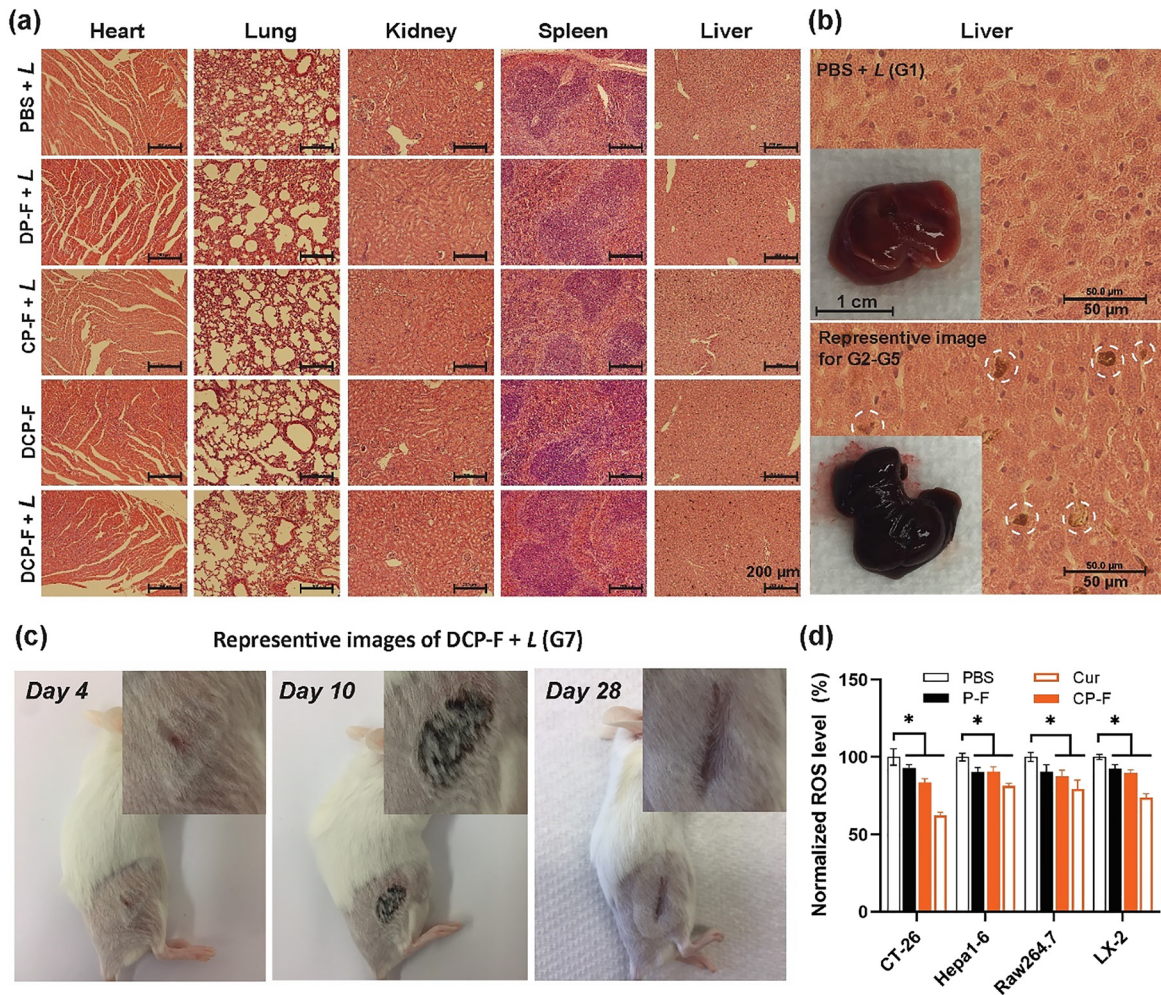 (a)
Heart Lung Kidney Spleen Liver
PBS + L
DP-F + L
CP-F + L
DCP-F
DCP-F + L
200 μm
(b)
Liver
PBS + L (G1)
1 cm
50.0 μm
50 μm
Representive image
for G2-G5
50.0 μm
50 μm
(c)
Representive images of DCP-F + L (G7)
Day 4
Day 10
Day 28
(d)
Normalized ROS level (%)
150
100
50
0
PBS Cur
P-F CP-F
* * * *
CT-26
Hepa1-6
Raw264.7
LX-2